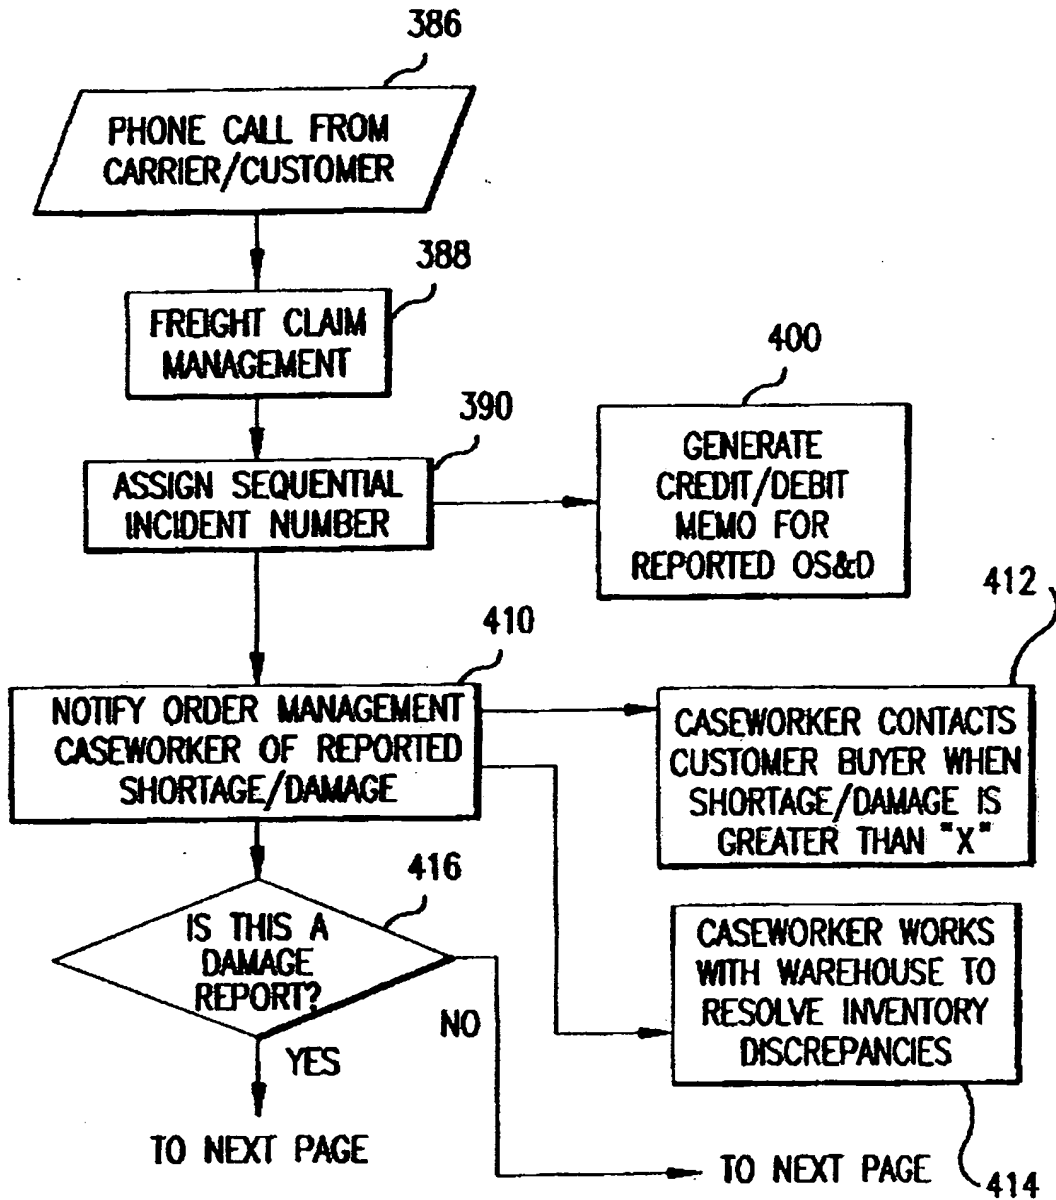 386
PHONE CALL FROM
CARRIER/CUSTOMER
388
FREIGHT CLAIM
MANAGEMENT
390
ASSIGN SEQUENTIAL
INCIDENT NUMBER
400
GENERATE
CREDIT/DEBIT
MEMO FOR
REPORTED OS&D
410
NOTIFY ORDER MANAGEMENT
CASEWORKER OF REPORTED
SHORTAGE/DAMAGE
412
CASEWORKER CONTACTS
CUSTOMER BUYER WHEN
SHORTAGE/DAMAGE IS
GREATER THAN "X"
416
IS THIS A
DAMAGE
REPORT?
NO
YES
CASEWORKER WORKS
WITH WAREHOUSE TO
RESOLVE INVENTORY
DISCREPANCIES
414
TO NEXT PAGE
TO NEXT PAGE